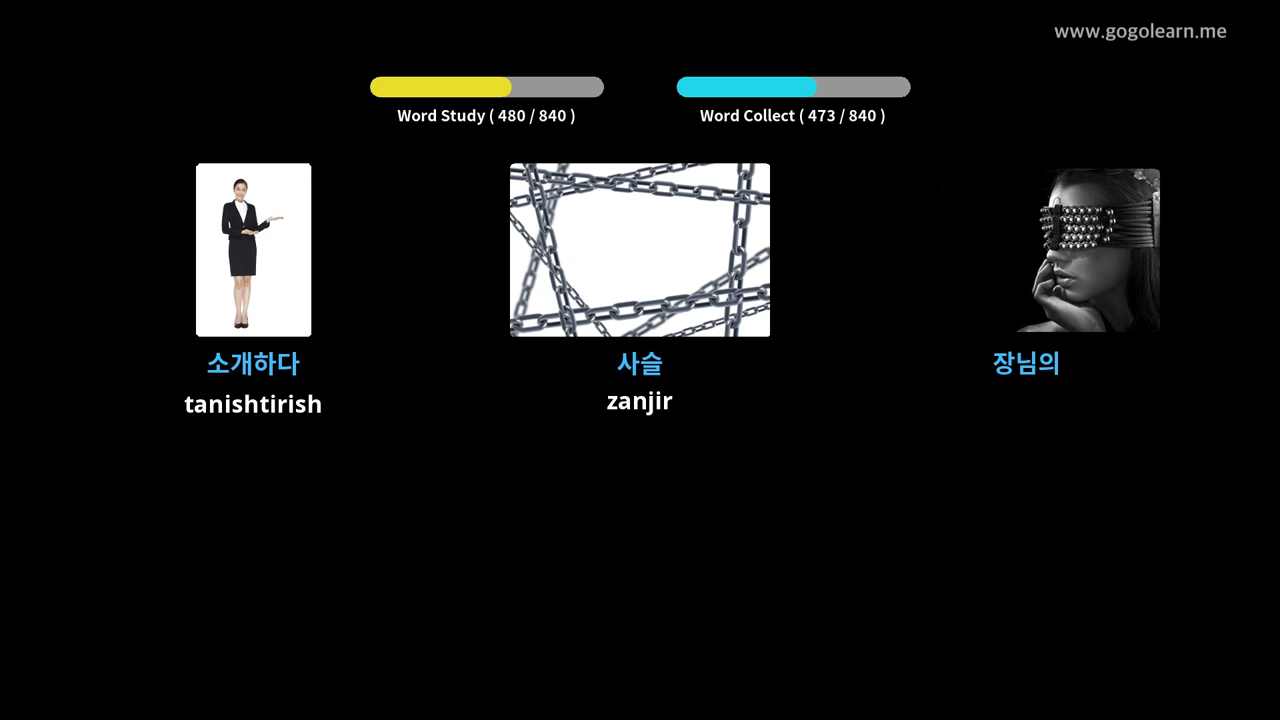 www.gogolearn.me
Word Study ( 480 / 840 )
Word Collect ( 473 / 840 )
소개하다
사슬
장님의
tanishtirish
zanjir